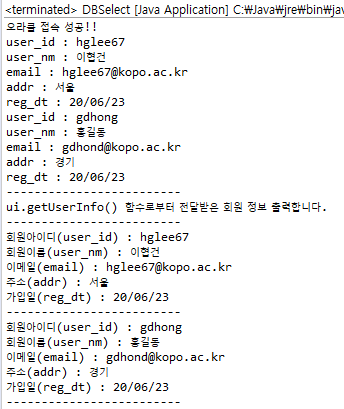 <terminated> DBSelect [Java Application] C:\Java\jre\bin\jav
오라클 접속 성공!!
user_id : hglee67
user_nm : 이협건
email : hglee67@kopo.ac.kr
addr : 서울
reg_dt : 20/06/23
user_id : gdhong
user_nm : 홍길동
email : gdhond@kopo.ac.kr
addr : 경기
reg_dt : 20/06/23
-------------------------
ui.getUserInfo() 함수로부터 전달받은 회원 정보 출력합니다.
-------------------------
회원아이디(user_id) : hglee67
회원이름(user_nm) : 이협건
이메일(email) : hglee67@kopo.ac.kr
주소(addr) : 서울
가입일(reg_dt) : 20/06/23
-------------------------
회원아이디(user_id) : gdhong
회원이름(user_nm) : 홍길동
이메일(email) : gdhond@kopo.ac.kr
주소(addr) : 경기
가입일(reg_dt) : 20/06/23
-------------------------